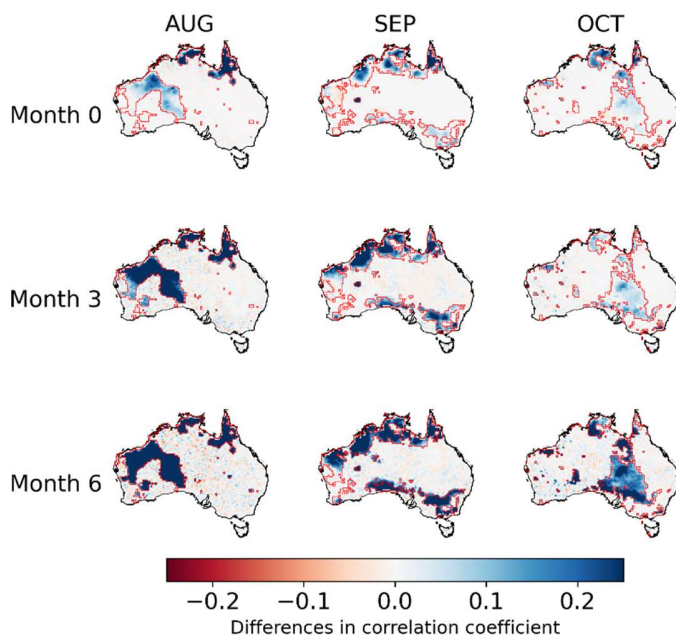 AUG SEP OCT
Month 0
Month 3
Month 6
−0.2 −0.1 0.0 0.1 0.2
Differences in correlation coefficient